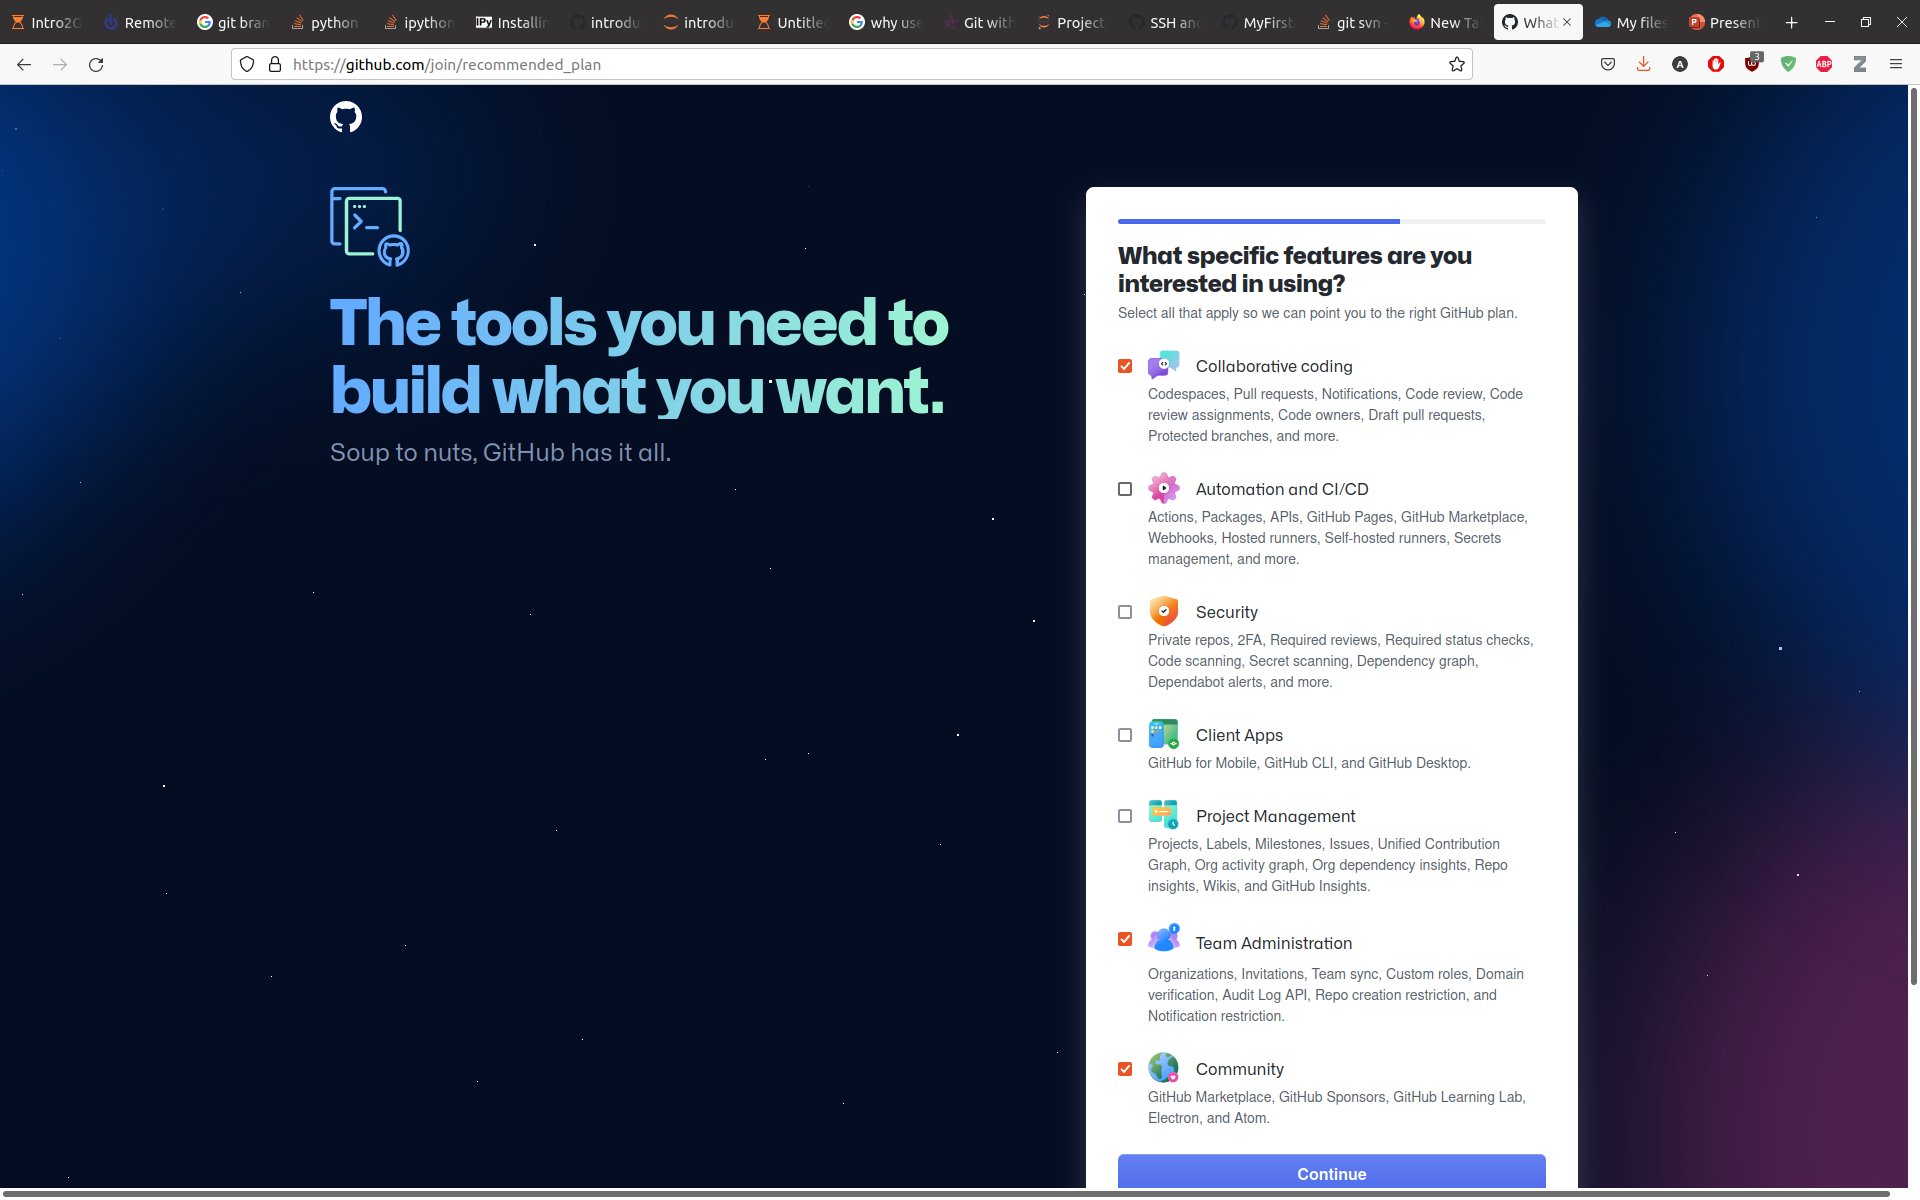 Intro2G
Remote
git bran
python
ipython
Installin
introdu
introdu
Untitle
why use
Git with
Project
SSH and
MyFirst
git svn
New Ta
What
My files
Present
https://github.com/join/recommended_plan
3
The tools you need to
build what you want.
Soup to nuts, GitHub has it all.
What specific features are you
interested in using?
Select all that apply so we can point you to the right GitHub plan.
Collaborative coding
Codespaces, Pull requests, Notifications, Code review, Code
review assignments, Code owners, Draft pull requests,
Protected branches, and more.
Automation and CI/CD
Actions, Packages, APIs, GitHub Pages, GitHub Marketplace,
Webhooks, Hosted runners, Self-hosted runners, Secrets
management, and more.
Security
Private repos, 2FA, Required reviews, Required status checks,
Code scanning, Secret scanning, Dependency graph,
Dependabot alerts, and more.
Client Apps
GitHub for Mobile, GitHub CLI, and GitHub Desktop.
Project Management
Projects, Labels, Milestones, Issues, Unified Contribution
Graph, Org activity graph, Org dependency insights, Repo
insights, Wikis, and GitHub Insights.
Team Administration
Organizations, Invitations, Team sync, Custom roles, Domain
verification, Audit Log API, Repo creation restriction, and
Notification restriction.
Community
GitHub Marketplace, GitHub Sponsors, GitHub Learning Lab,
Electron, and Atom.
Continue